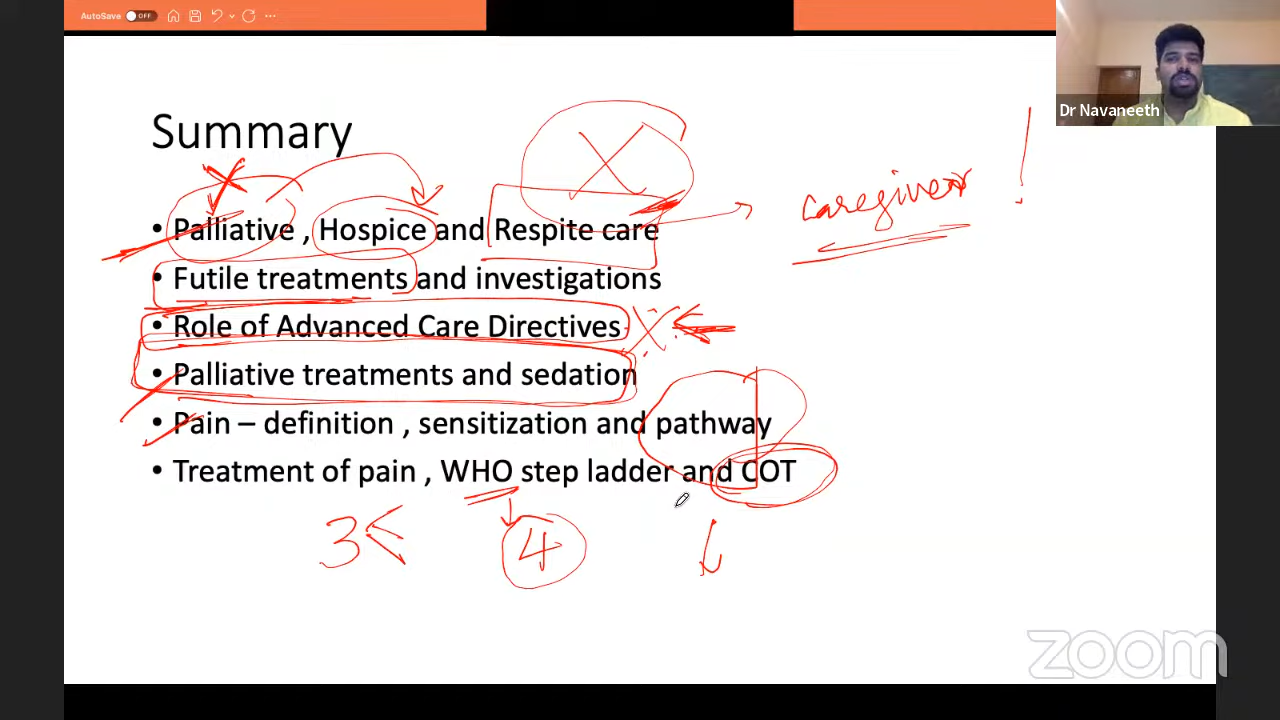 AutoSave OFF
Dr Navaneeth
Summary
caregiver !
• Palliative , Hospice and Respite care
• Futile treatments and investigations
• Role of Advanced Care Directives
• Palliative treatments and sedation
• Pain – definition , sensitization and pathway
• Treatment of pain , WHO step ladder and COT
3 4
zoom